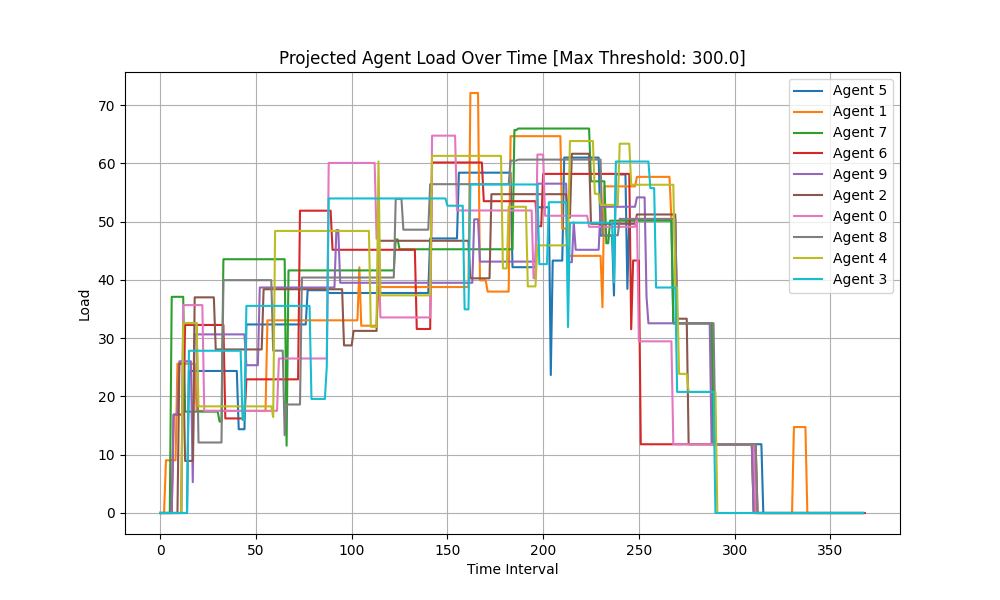 Projected Agent Load Over Time [Max Threshold: 300.0]
Load
70
60
50
40
30
20
10
0
0 50 100 150 200 250 300 350
Time Interval
Agent 5
Agent 1
Agent 7
Agent 6
Agent 9
Agent 2
Agent 0
Agent 8
Agent 4
Agent 3